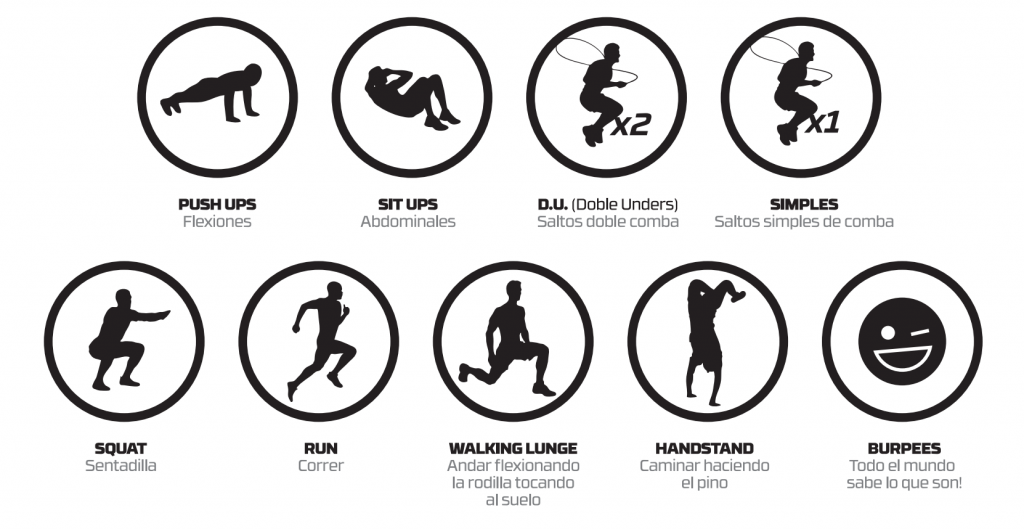 x2
x1
PUSH UPS
Flexiones
SIT UPS
Abdominales
D.U. (Doble Unders)
Saltos doble comba
SIMPLES
Saltos simples de comba
SQUAT
Sentadilla
RUN
Correr
WALKING LUNGE
Andar flexionando
la rodilla tocando
al suelo
HANDSTAND
Caminar haciendo
el pino
BURPEES
Todo el mundo
sabe lo que son!